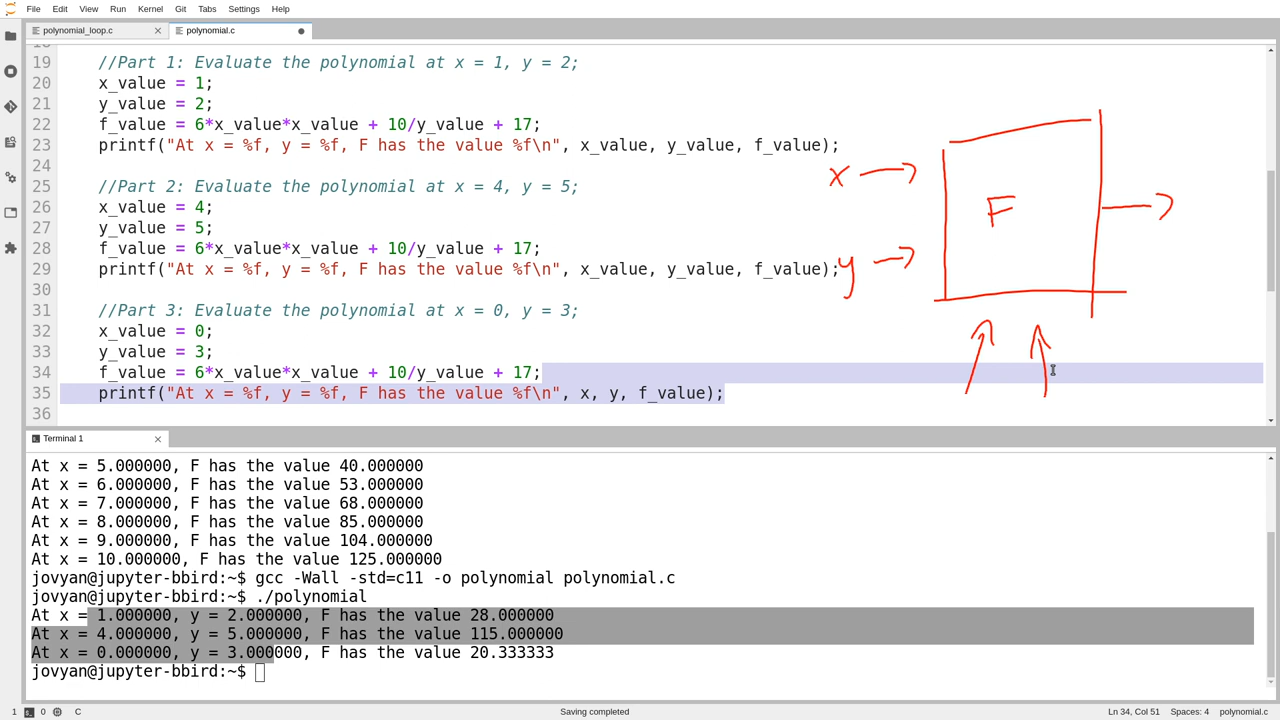 File Edit View Run Kernel Git Tabs Settings Help
polynomial_loop.c
polynomial.c
19 //Part 1: Evaluate the polynomial at x = 1, y = 2;
20 x_value = 1;
21 y_value = 2;
22 f_value = 6*x_value*x_value + 10/y_value + 17;
23 printf("At x = %f, y = %f, F has the value %f\n", x_value, y_value, f_value);
24
25 //Part 2: Evaluate the polynomial at x = 4, y = 5;
26 x_value = 4;
27 y_value = 5;
28 f_value = 6*x_value*x_value + 10/y_value + 17;
29 printf("At x = %f, y = %f, F has the value %f\n", x_value, y_value, f_value);
30
31 //Part 3: Evaluate the polynomial at x = 0, y = 3;
32 x_value = 0;
33 y_value = 3;
34 f_value = 6*x_value*x_value + 10/y_value + 17;
35 printf("At x = %f, y = %f, F has the value %f\n", x, y, f_value);
36
x
F
y
Terminal 1
At x = 5.000000, F has the value 40.000000
At x = 6.000000, F has the value 53.000000
At x = 7.000000, F has the value 68.000000
At x = 8.000000, F has the value 85.000000
At x = 9.000000, F has the value 104.000000
At x = 10.000000, F has the value 125.000000
jovyan@jupyter-bbird:~$ gcc -Wall -std=c11 -o polynomial polynomial.c
jovyan@jupyter-bbird:~$ ./polynomial
At x = 1.000000, y = 2.000000, F has the value 28.000000
At x = 4.000000, y = 5.000000, F has the value 115.000000
At x = 0.000000, y = 3.000000, F has the value 20.333333
jovyan@jupyter-bbird:~$
1 0 C Saving completed Ln 34, Col 51 Spaces: 4 polynomial.c